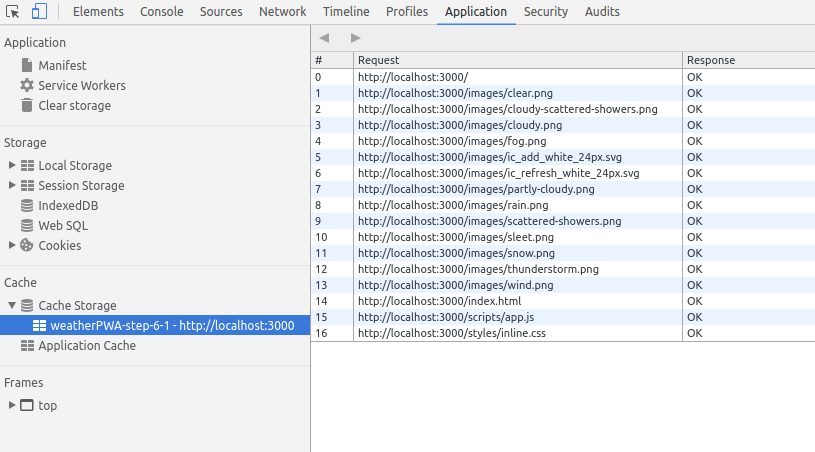 Elements Console Sources Network Timeline Profiles Application Security Audits
Application
Manifest
Service Workers
Clear storage
Storage
Local Storage
Session Storage
IndexedDB
Web SQL
Cookies
Cache
Cache Storage
weatherPWA-step-6-1 - http://localhost:3000
Application Cache
Frames
top
# Request Response
0 http://localhost:3000/ OK
1 http://localhost:3000/images/clear.png OK
2 http://localhost:3000/images/cloudy-scattered-showers.png OK
3 http://localhost:3000/images/cloudy.png OK
4 http://localhost:3000/images/fog.png OK
5 http://localhost:3000/images/ic_add_white_24px.svg OK
6 http://localhost:3000/images/ic_refresh_white_24px.svg OK
7 http://localhost:3000/images/partly-cloudy.png OK
8 http://localhost:3000/images/rain.png OK
9 http://localhost:3000/images/scattered-showers.png OK
10 http://localhost:3000/images/sleet.png OK
11 http://localhost:3000/images/snow.png OK
12 http://localhost:3000/images/thunderstorm.png OK
13 http://localhost:3000/images/wind.png OK
14 http://localhost:3000/index.html OK
15 http://localhost:3000/scripts/app.js OK
16 http://localhost:3000/styles/inline.css OK